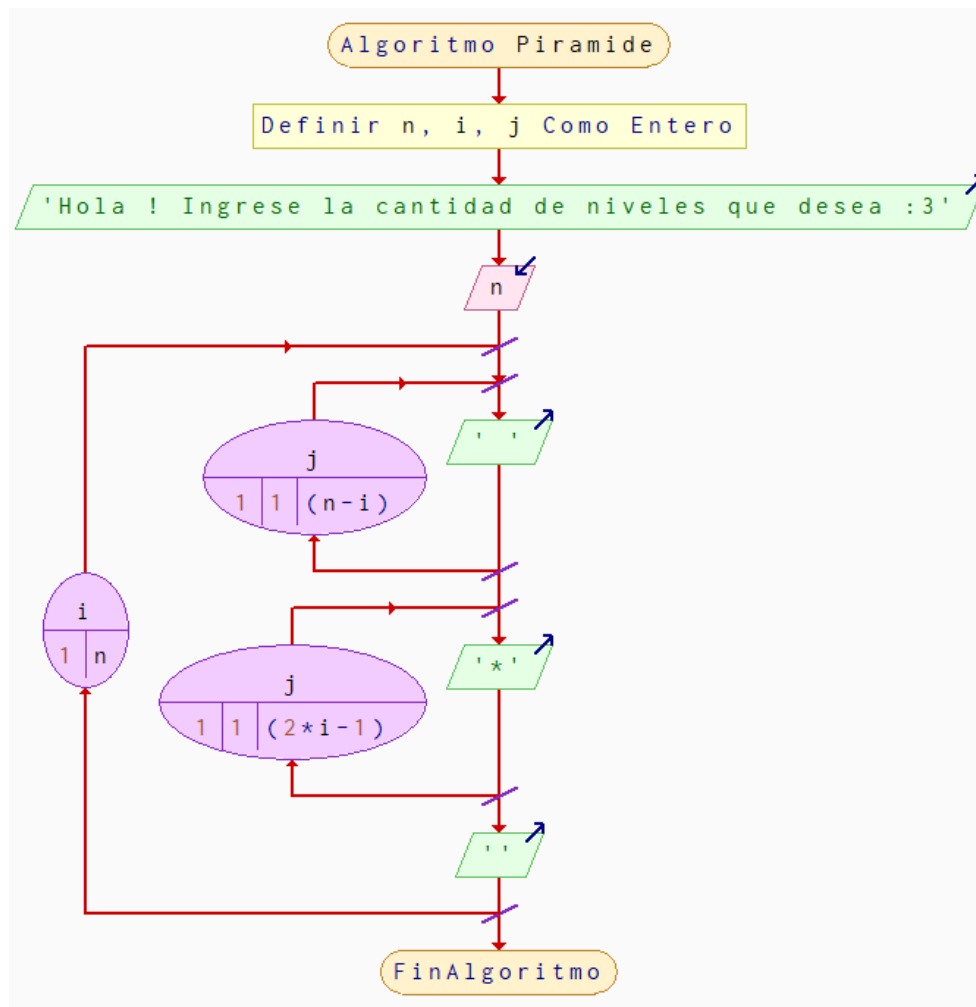 Algoritmo Piramide
Definir n, i, j Como Entero
'Hola ! Ingrese la cantidad de niveles que desea :3'
n
j
1 1 (n-i)
' '
i
1 n
j
1 1 (2*i-1)
'*'
''
FinAlgoritmo